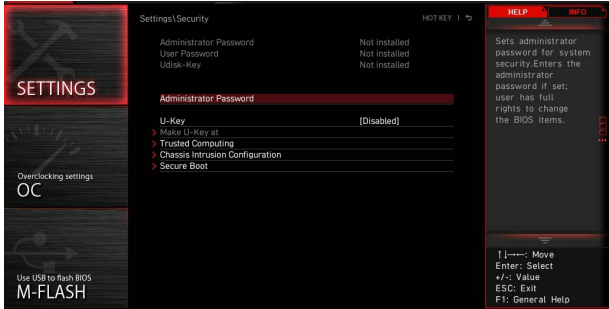 Settings\Security
HOT KEY | ⮌
HELP
INFO
Administrator Password Not installed
User Password Not installed
Udisk-Key Not installed
Administrator Password
U-Key [Disabled]
> Make U-Key at
> Trusted Computing
> Chassis Intrusion Configuration
> Secure Boot
SETTINGS
Overclocking settings
OC
Use USB to flash BIOS
M-FLASH
Sets administrator
password for system
security.Enters the
administrator
password if set;
user has full
rights to change
the BIOS items.
↑↓→←: Move
Enter: Select
+/-: Value
ESC: Exit
F1: General Help